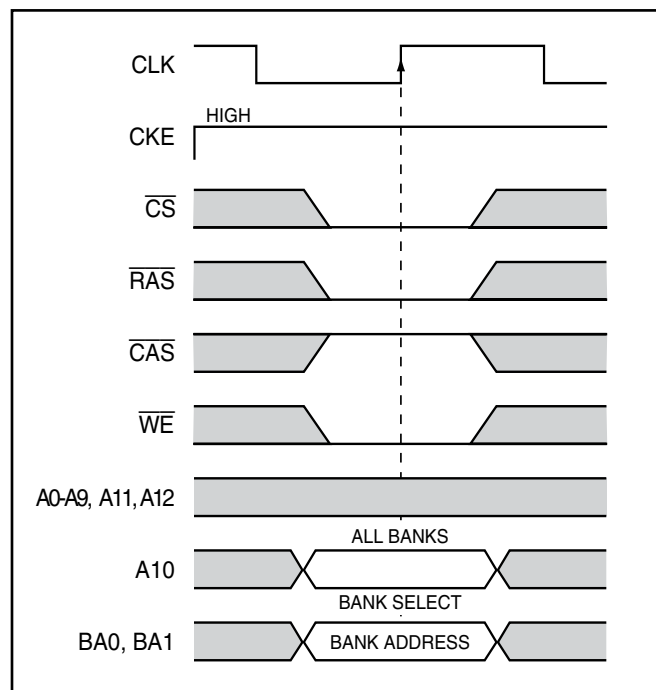 CLK
HIGH
CKE
CS
RAS
CAS
WE
A0-A9, A11, A12
ALL BANKS
A10
BANK SELECT
BA0, BA1
BANK ADDRESS